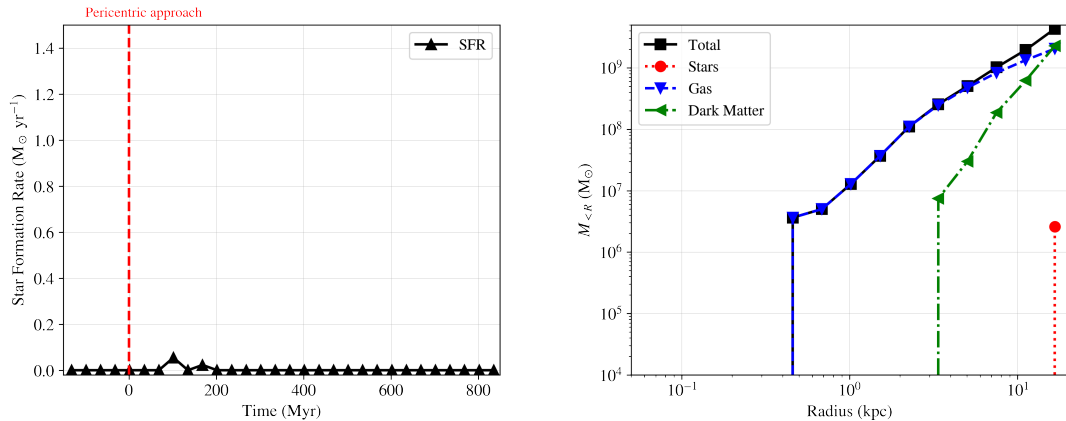 Pericentric approach
SFR
Star Formation Rate (M⊙ yr⁻¹)
1.4
1.2
1.0
0.8
0.6
0.4
0.2
0.0
0 200 400 600 800
Time (Myr)
Total
Stars
Gas
Dark Matter
M<R (M⊙)
10⁹
10⁸
10⁷
10⁶
10⁵
10⁴
10⁻¹ 10⁰ 10¹
Radius (kpc)